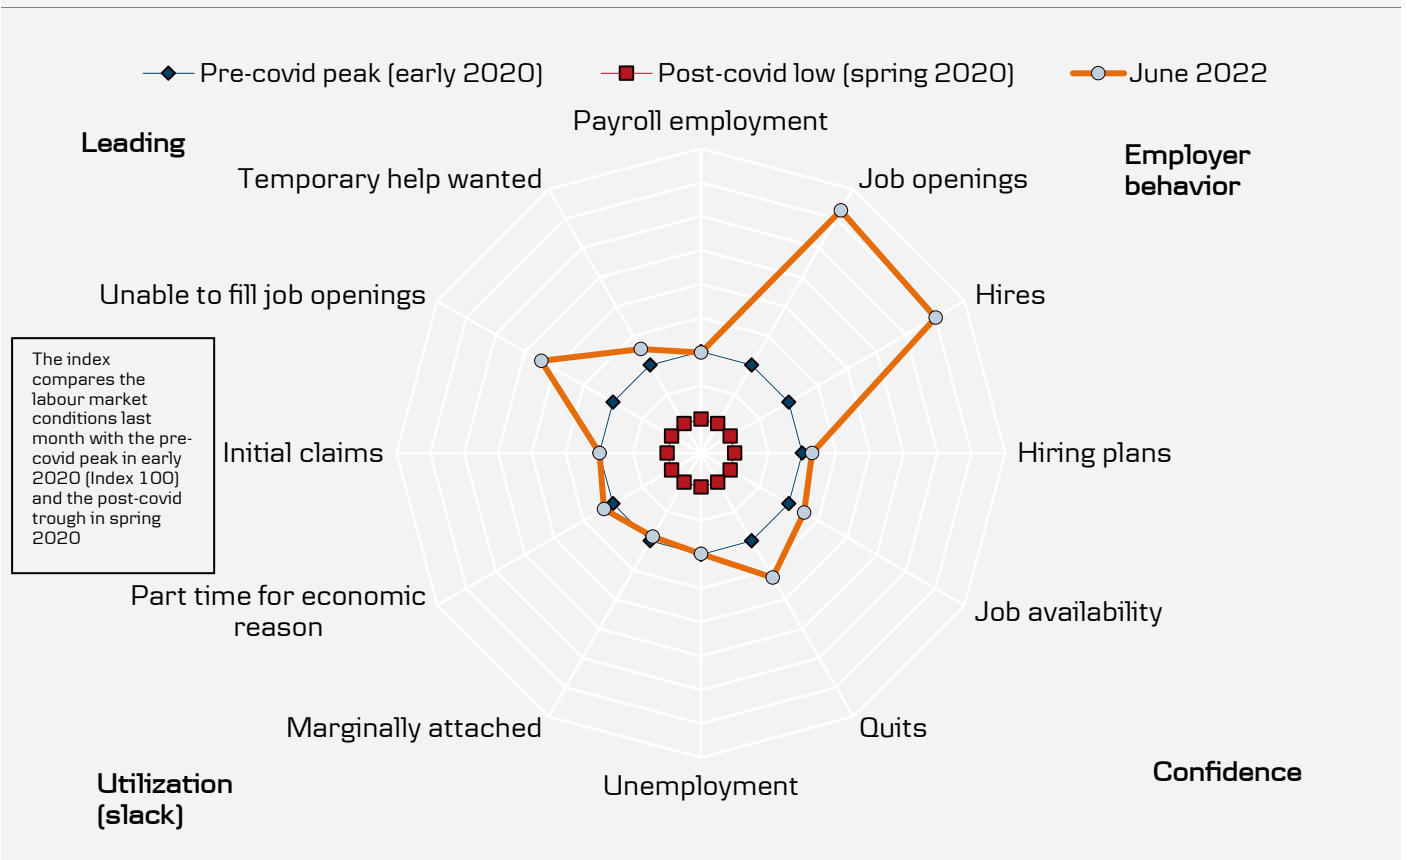 Pre-covid peak (early 2020)
Post-covid low (spring 2020)
June 2022
Payroll employment
Leading
Employer
behavior
Temporary help wanted
Job openings
Unable to fill job openings
Hires
The index
compares the
labour market
conditions last
month with the pre-
covid peak in early
2020 (Index 100)
and the post-covid
trough in spring
2020
Initial claims
Hiring plans
Part time for economic
reason
Job availability
Marginally attached
Quits
Unemployment
Utilization
(slack)
Confidence